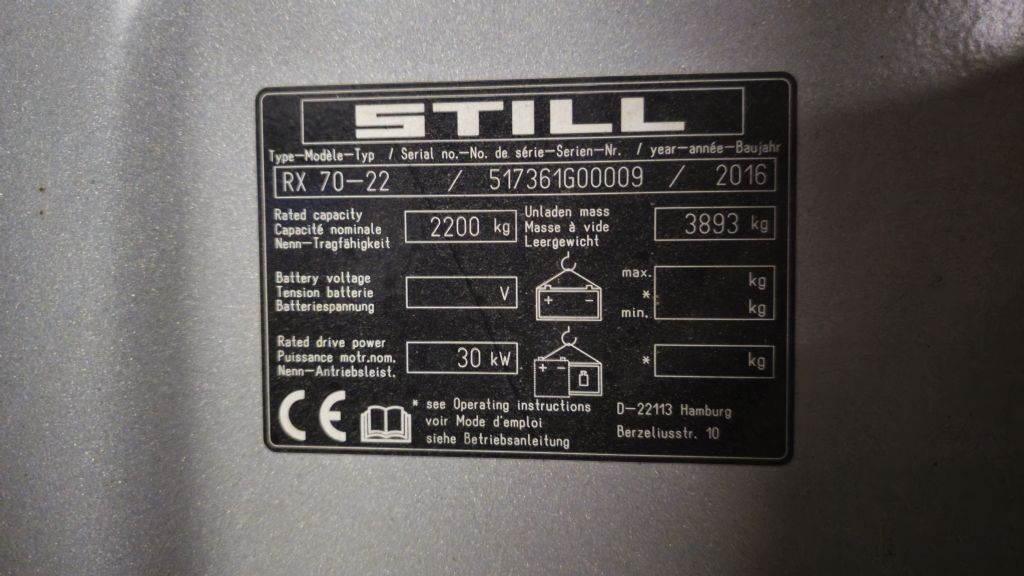 STILL
Type-Modèle-Typ / Serial no.-No. de série-Serien-Nr. / year-année-Baujahr
RX 70-22 / 517361G00009 / 2016
Rated capacity
Capacité nominale
Nenn-Tragfähigkeit
2200 kg
Unladen mass
Masse à vide
Leergewicht
3893 kg
Battery voltage
Tension batterie
Batteriespannung
V
+ -
max.
*
min.
kg
kg
Rated drive power
Puissance motr.nom.
Nenn-Antriebsleist.
30 kW
+ -
* kg
CE
* see Operating instructions
voir Mode d'emploi
siehe Betriebsanleitung
D-22113 Hamburg
Berzeliusstr. 10